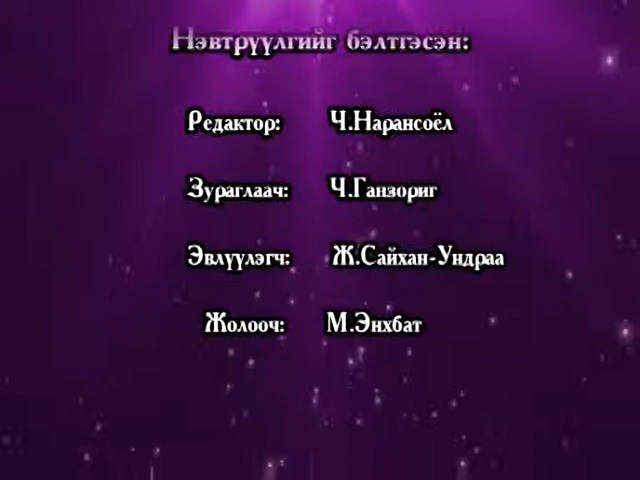 Нэвтрүүлгийг бэлтгэсэн:
Редактор: Ч.Нарансоёл
Зураглаач: Ч.Ганзориг
Эвлүүлэгч: Ж.Сайхан-Ундраа
Жолооч: М.Энхбат